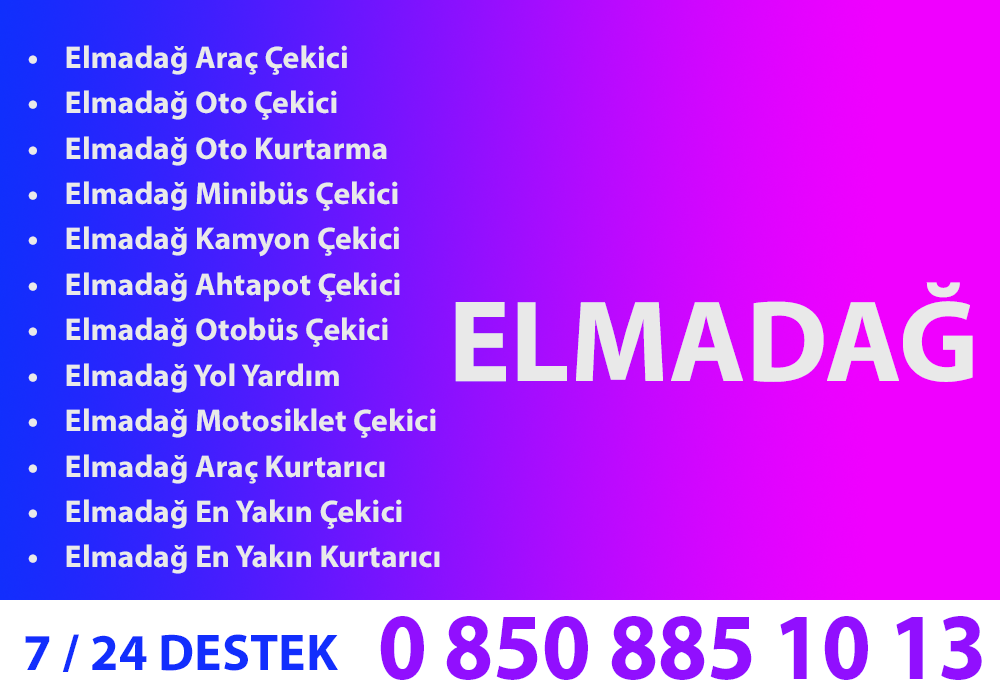 • Elmadağ Araç Çekici
• Elmadağ Oto Çekici
• Elmadağ Oto Kurtarma
• Elmadağ Minibüs Çekici
• Elmadağ Kamyon Çekici
• Elmadağ Ahtapot Çekici
• Elmadağ Otobüs Çekici
• Elmadağ Yol Yardım
• Elmadağ Motosiklet Çekici
• Elmadağ Araç Kurtarıcı
• Elmadağ En Yakın Çekici
• Elmadağ En Yakın Kurtarıcı
ELMADAĞ
7 / 24 DESTEK 0 850 885 10 13